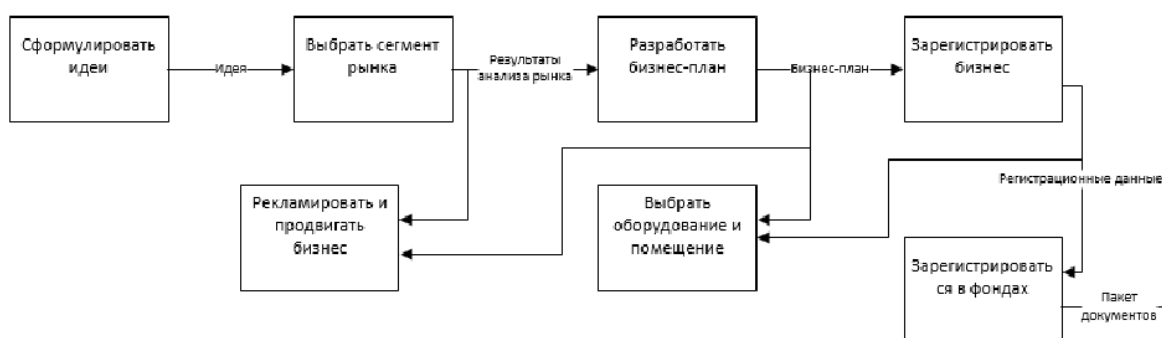 Сформулировать
идеи
Идея
Выбрать сегмент
рынка
Результаты
анализа рынка
Разработать
бизнес-план
Бизнес-план
Зарегистрировать
бизнес
Регистрационные данные
Рекламировать и
продвигать
бизнес
Выбрать
оборудование и
помещение
Зарегистрировать
ся в фондах
Пакет
документов